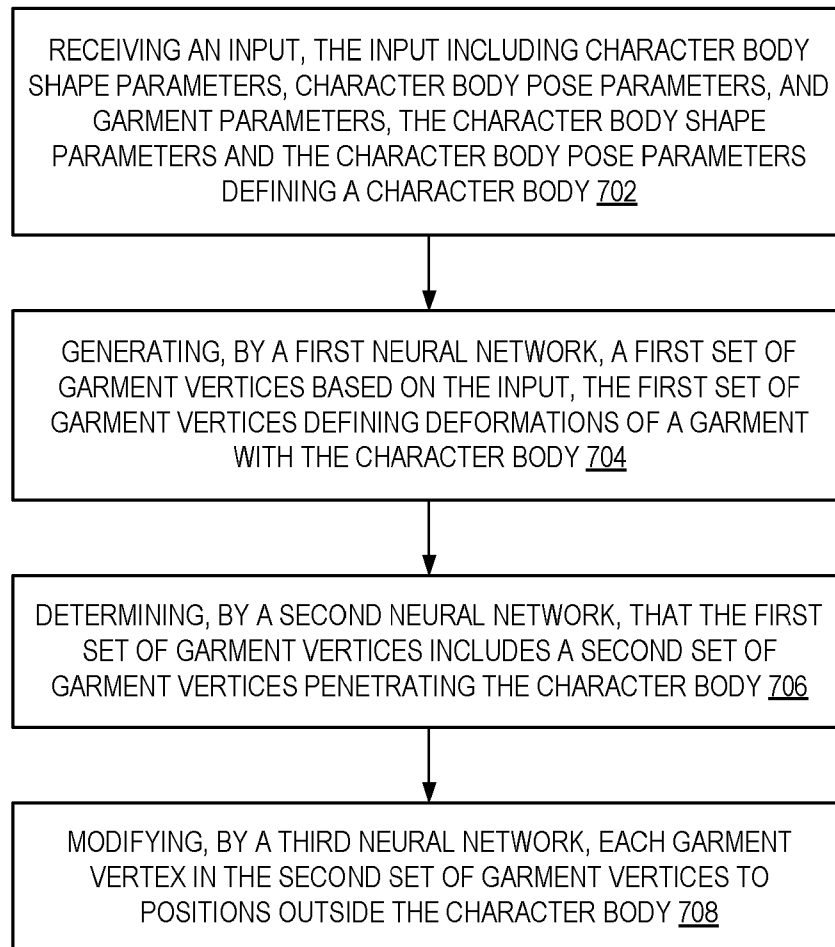 RECEIVING AN INPUT, THE INPUT INCLUDING CHARACTER BODY
SHAPE PARAMETERS, CHARACTER BODY POSE PARAMETERS, AND
GARMENT PARAMETERS, THE CHARACTER BODY SHAPE
PARAMETERS AND THE CHARACTER BODY POSE PARAMETERS
DEFINING A CHARACTER BODY 702
GENERATING, BY A FIRST NEURAL NETWORK, A FIRST SET OF
GARMENT VERTICES BASED ON THE INPUT, THE FIRST SET OF
GARMENT VERTICES DEFINING DEFORMATIONS OF A GARMENT
WITH THE CHARACTER BODY 704
DETERMINING, BY A SECOND NEURAL NETWORK, THAT THE FIRST
SET OF GARMENT VERTICES INCLUDES A SECOND SET OF
GARMENT VERTICES PENETRATING THE CHARACTER BODY 706
MODIFYING, BY A THIRD NEURAL NETWORK, EACH GARMENT
VERTEX IN THE SECOND SET OF GARMENT VERTICES TO
POSITIONS OUTSIDE THE CHARACTER BODY 708